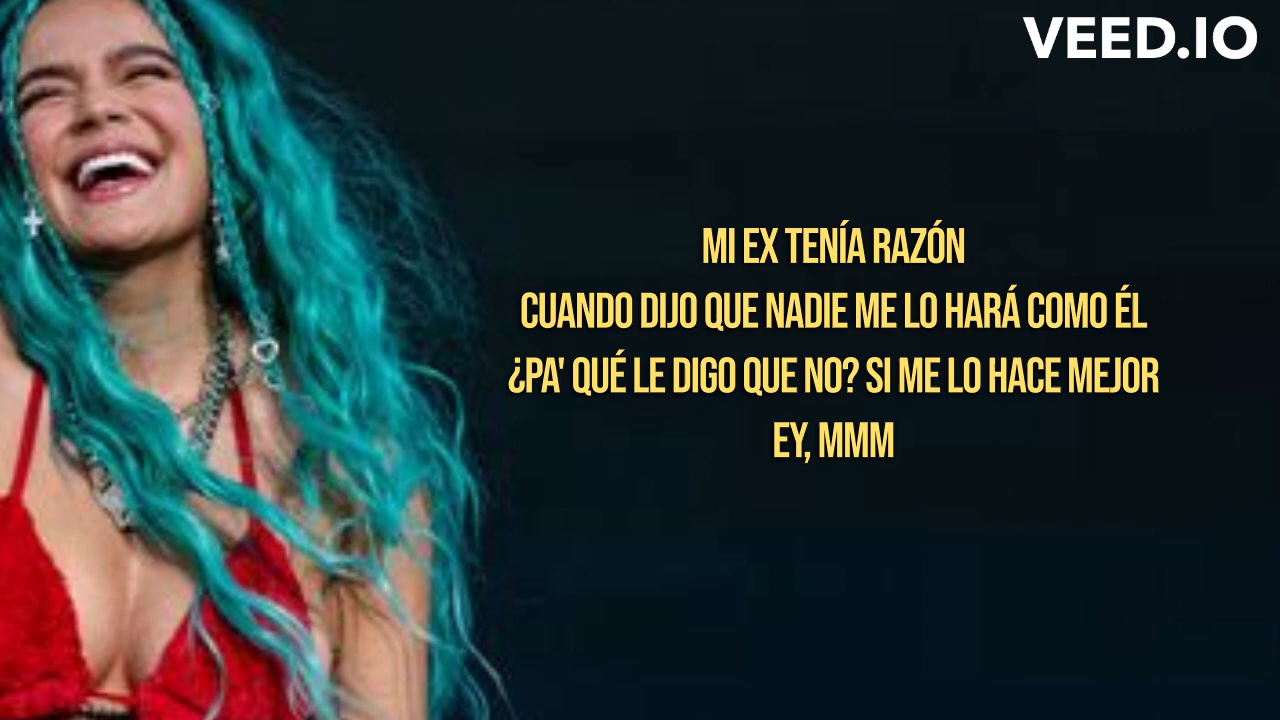 VEED.IO
MI EX TENÍA RAZÓN
CUANDO DIJO QUE NADIE ME LO HARÁ COMO ÉL
¿PA' QUÉ LE DIGO QUE NO? SI ME LO HACE MEJOR
EY, MMM